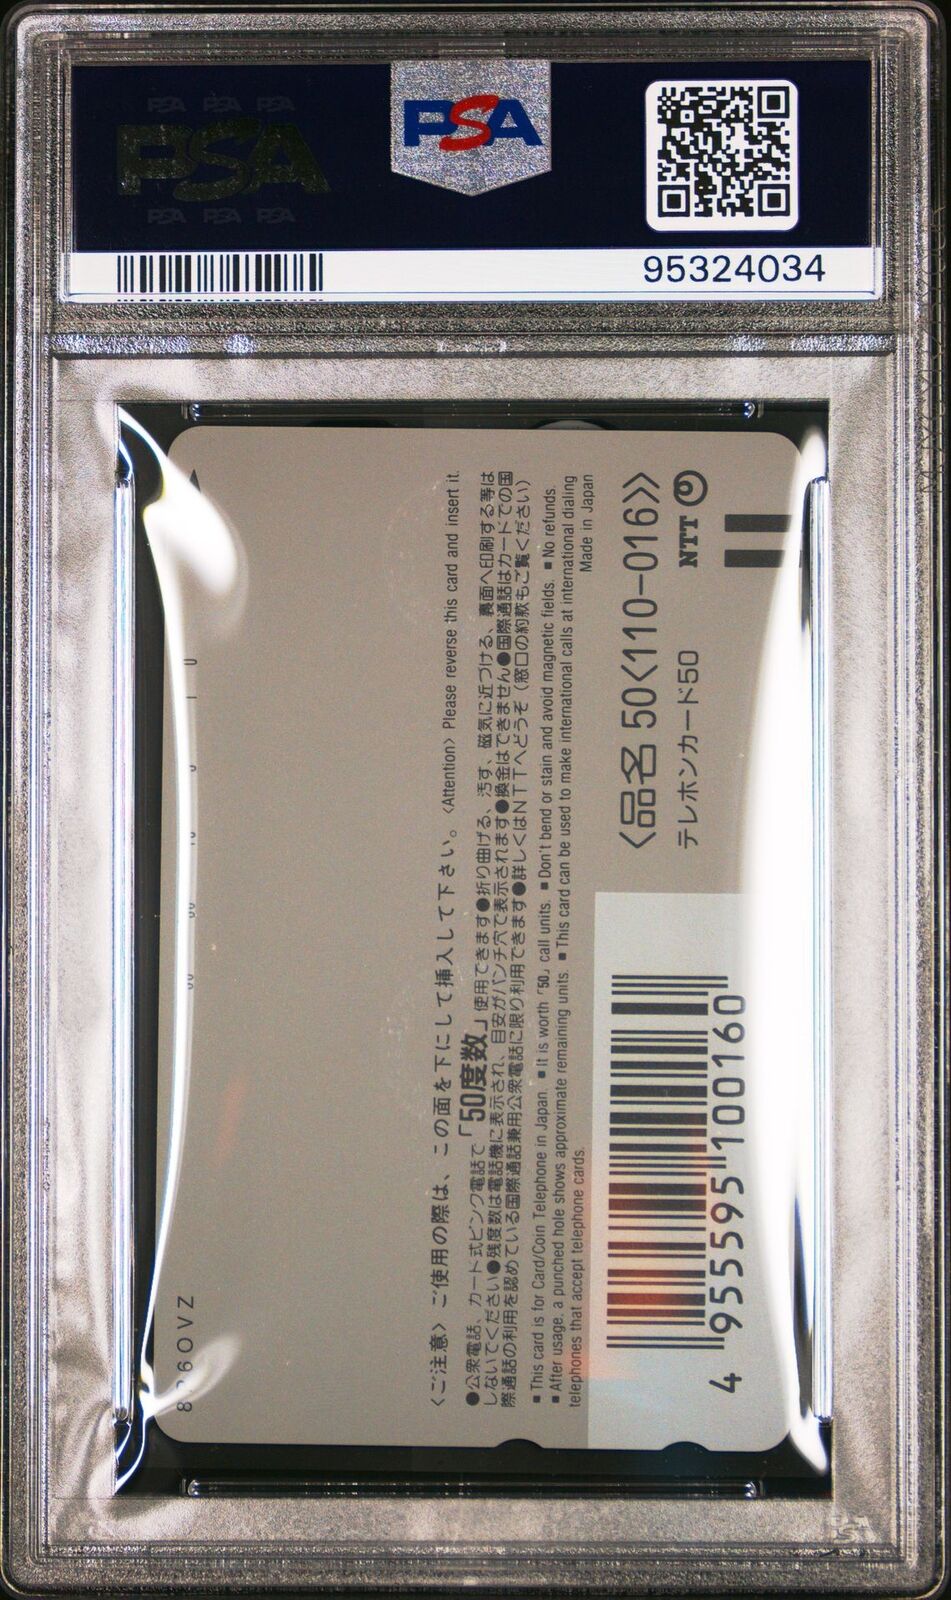 PSA
95324034
〈ご注意〉ご使用の際は、この面を下にして挿入して下さい。〈Attention〉Please reverse this card and insert it.
●公衆電話、カード式ピンク電話で「50度数」使用できます●折り曲げる、汚す、磁気に近づける、裏面へ印刷する等は
しないでください●残度数は電話機に表示され、目安がパンチ穴で表示されます●換金はできません●国際通話はカードでの国
際通話の利用を認めている国際通話兼用公衆電話に限り利用できます●詳しくはNTTへどうぞ（窓口の約款もご覧ください）
■This card is for Card/Coin Telephone in Japan. ■It is worth「50」call units. ■Don't bend or stain and avoid magnetic fields. ■No refunds.
■After usage, a punched hole shows approximate remaining units. ■This card can be used to make international calls at international dialing
telephones that accept telephone cards. Made in Japan
〈品名 50〈110-016》〉
テレホンカード50 NTT
4 955595 100160